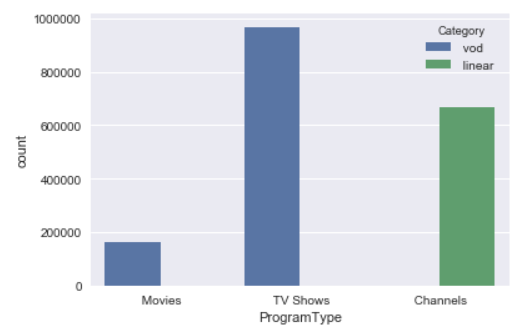 1000000
800000
600000
400000
200000
0
count
Category
vod
linear
Movies
TV Shows
Channels
ProgramType